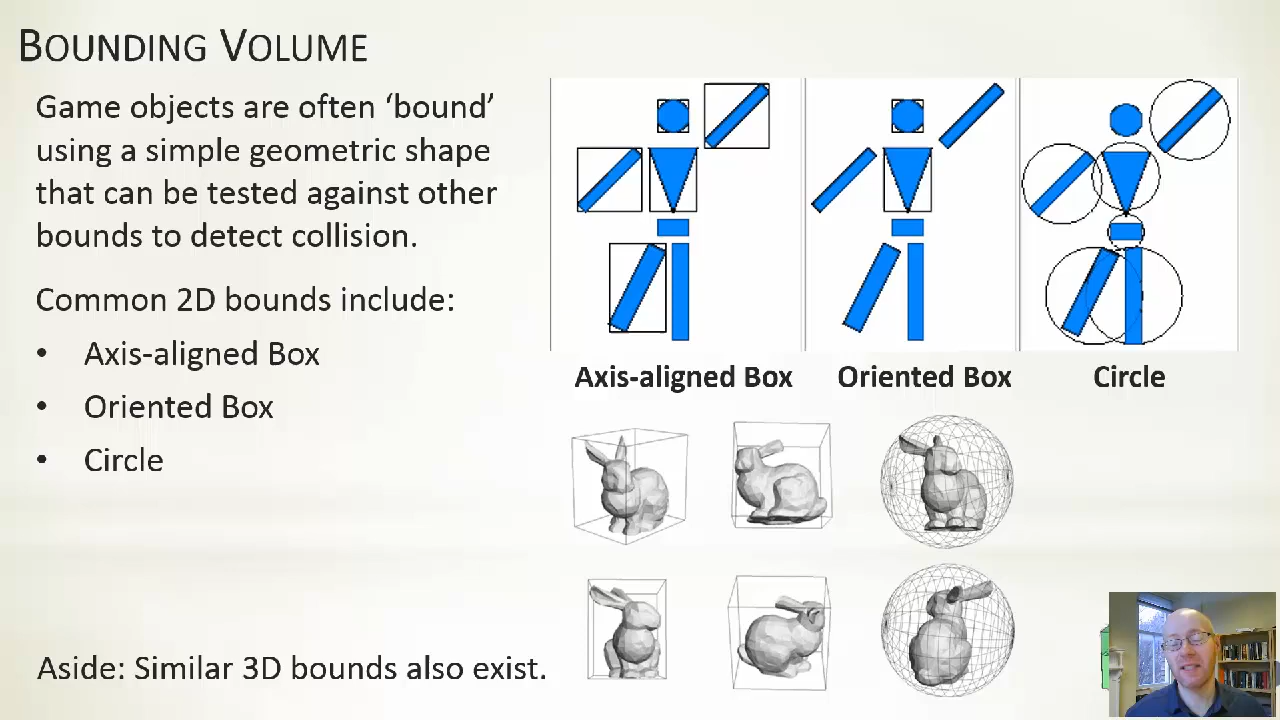 BOUNDING VOLUME
Game objects are often ‘bound’
using a simple geometric shape
that can be tested against other
bounds to detect collision.
Common 2D bounds include:
• Axis-aligned Box
• Oriented Box
• Circle
Axis-aligned Box
Oriented Box
Circle
Aside: Similar 3D bounds also exist.